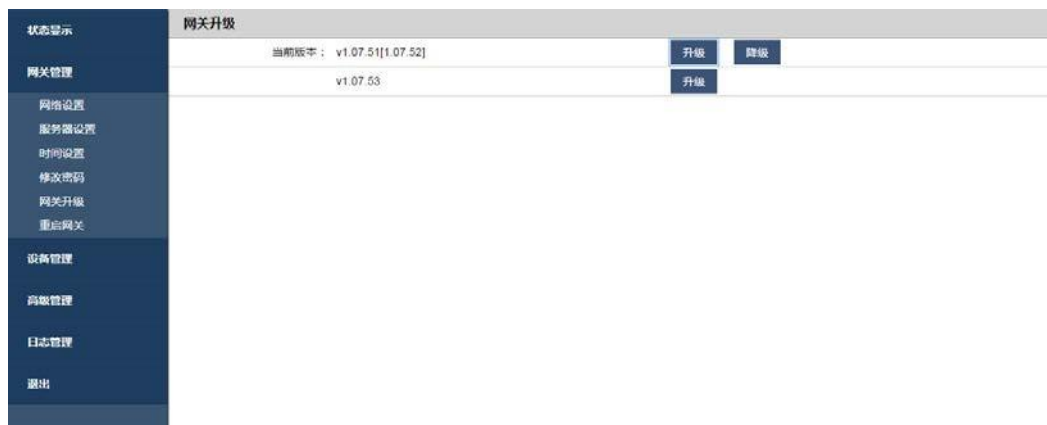 状态显示
网关管理
网络设置
服务器设置
时间设置
修改密码
网关升级
重启网关
设备管理
高级管理
日志管理
退出
网关升级
当前版本： v1.07.51[1.07.52] 升级 降级
v1.07.53 升级